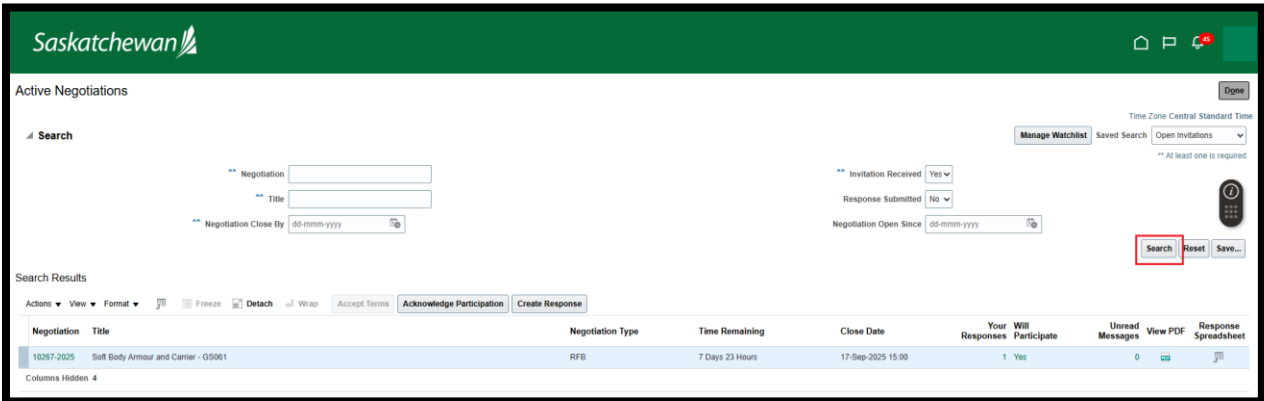 Saskatchewan
45
Active Negotiations
Done
Time Zone Central Standard Time
Search
Manage Watchlist Saved Search Open Invitations
** At least one is required
** Negotiation
** Invitation Received Yes
** Title
Response Submitted No
** Negotiation Close By dd-mmm-yyyy
Negotiation Open Since dd-mmm-yyyy
Search Reset Save...
Search Results
Actions View Format Freeze Detach Wrap Accept Terms Acknowledge Participation Create Response
Negotiation Title Negotiation Type Time Remaining Close Date Your Responses Will Participate Unread Messages View PDF Response Spreadsheet
10267-2025 Soft Body Armour and Carrier - GS061 RFB 7 Days 23 Hours 17-Sep-2025 15:00 1 Yes 0
Columns Hidden 4